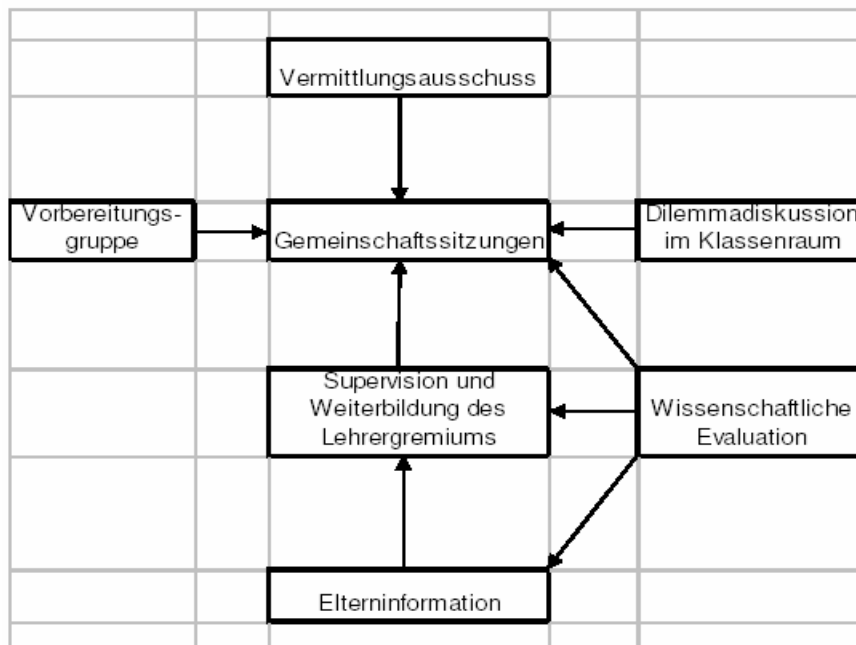 Vermittlungsausschuss
Vorbereitungs-
gruppe
Gemeinschaftssitzungen
Dilemmadiskussion
im Klassenraum
Supervision und
Weiterbildung des
Lehrergremiums
Wissenschaftliche
Evaluation
Elterninformation